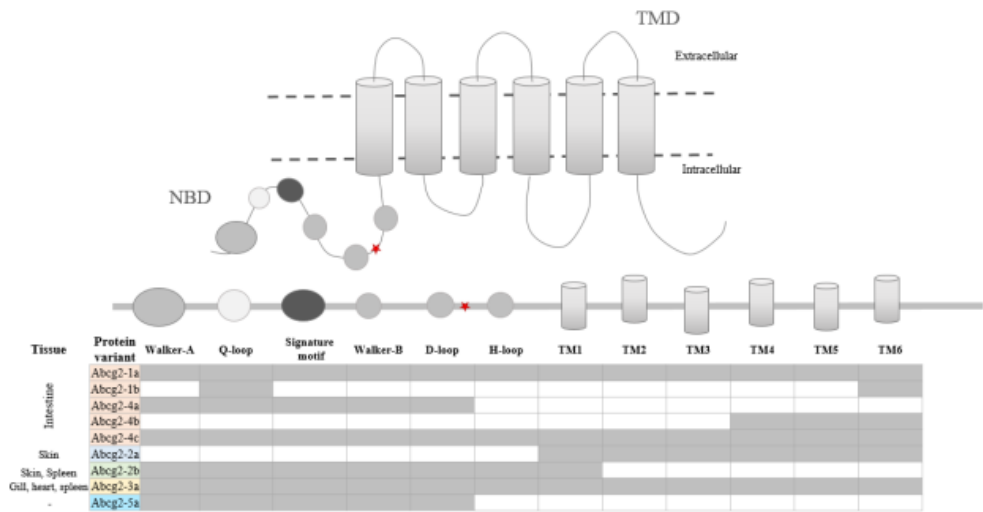 TMD
Extracellular
Intracellular
NBD
Tissue Protein variant Walker-A Q-loop Signature motif Walker-B D-loop H-loop TM1 TM2 TM3 TM4 TM5 TM6
Intestine
Abcg2-1a
Abcg2-1b
Abcg2-4a
Abcg2-4b
Abcg2-4c
Skin Abcg2-2a
Skin, Spleen Abcg2-2b
Gill, heart, spleen Abcg2-3a
- Abcg2-5a